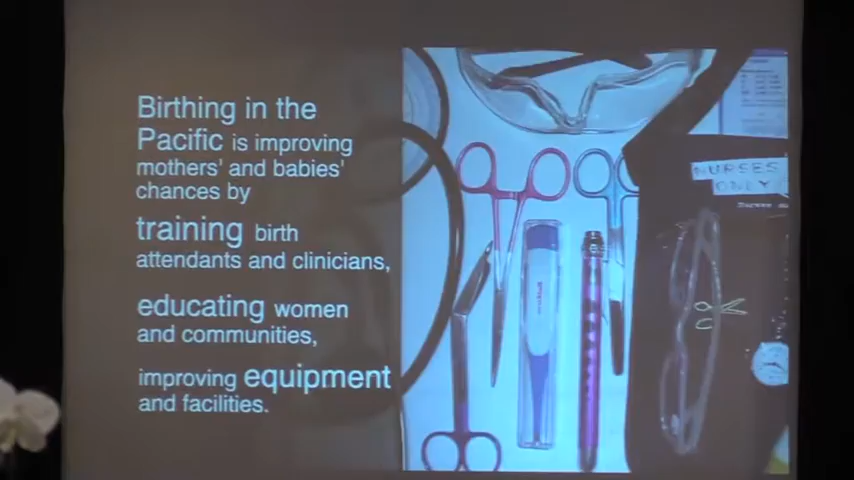 Birthing in the
Pacific is improving
mothers' and babies'
chances by
training birth
attendants and clinicians,
educating women
and communities,
improving equipment
and facilities.
NURSES
ONLY